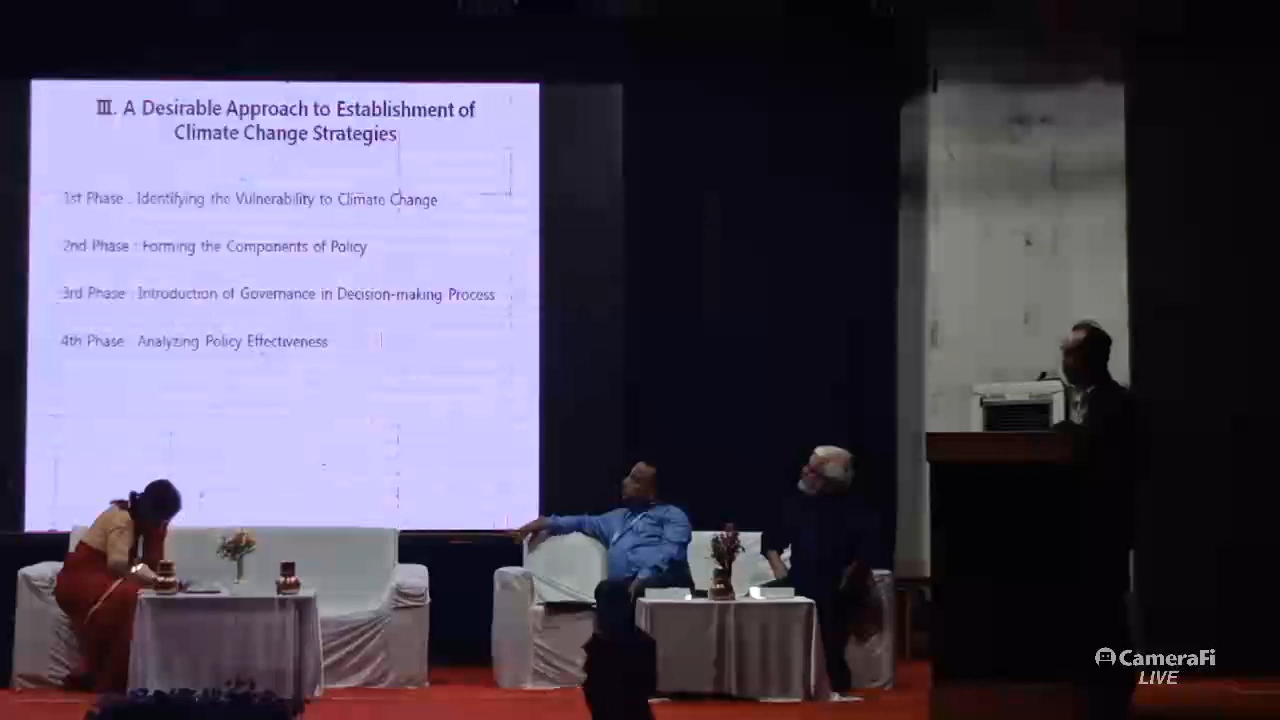 III. A Desirable Approach to Establishment of
Climate Change Strategies
1st Phase : Identifying the Vulnerability to Climate Change
2nd Phase : Forming the Components of Policy
3rd Phase : Introduction of Governance in Decision-making Process
4th Phase : Analyzing Policy Effectiveness
CameraFi
LIVE